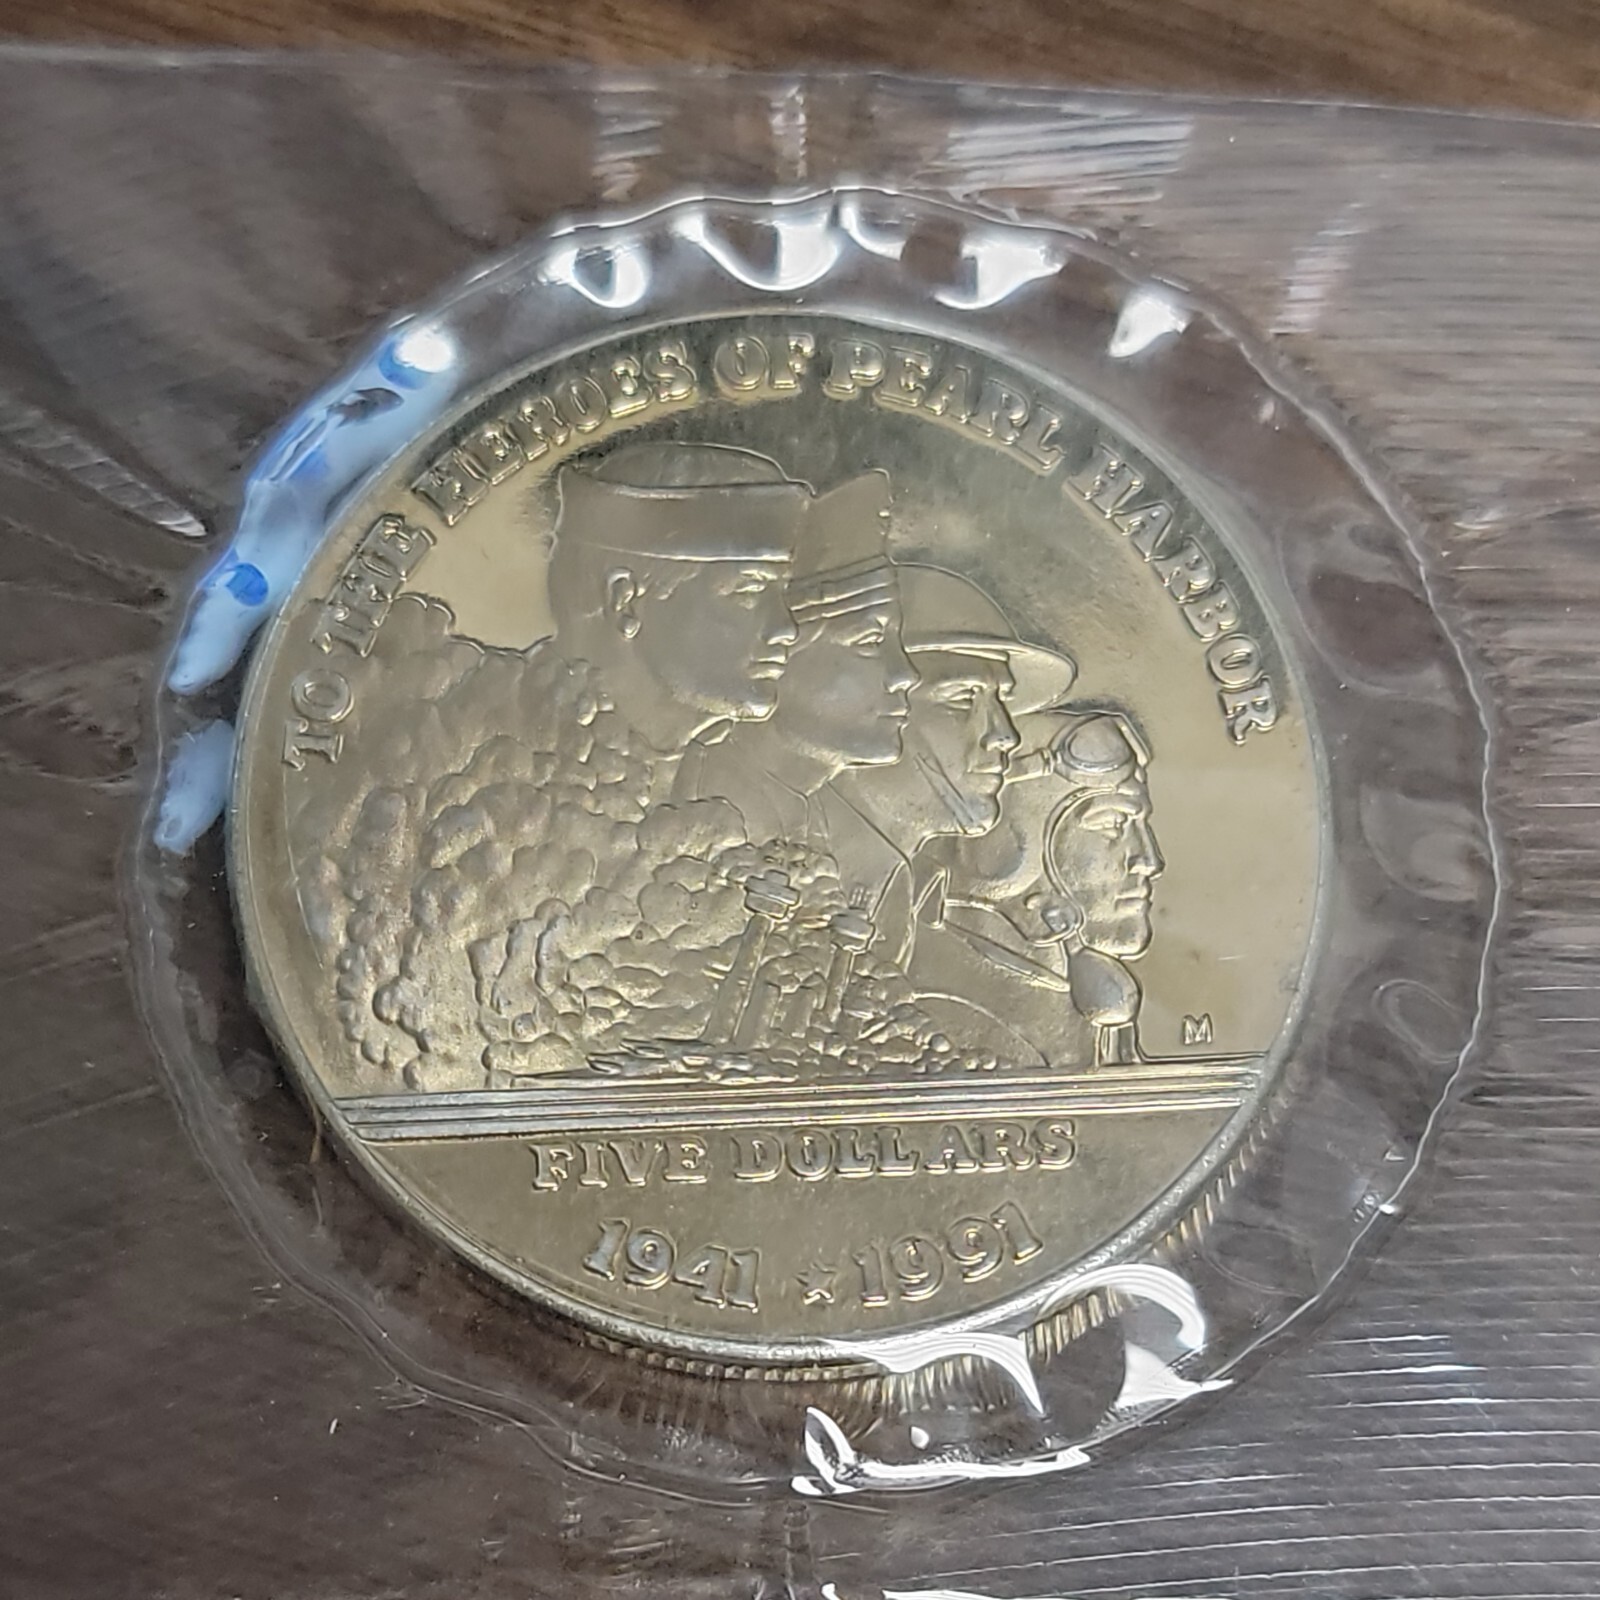 TO THE HEROES OF PEARL HARBOR
M
FIVE DOLLARS
1941 ★ 1991